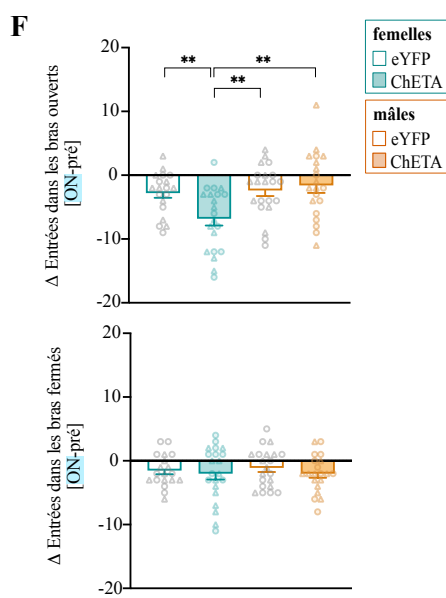 F
femelles
eYFP
ChETA
mâles
eYFP
ChETA
** **
**
Δ Entrées dans les bras ouverts
[ON-pré]
20
10
0
-10
-20
Δ Entrées dans les bras fermés
[ON-pré]
20
10
0
-10
-20